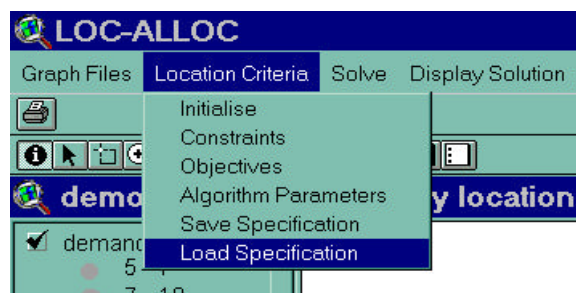 LOC-ALLOC
Graph Files Location Criteria Solve Display Solution
Initialise
Constraints
Objectives
Algorithm Parameters
Save Specification
Load Specification
demo y location
demand
5
7 10